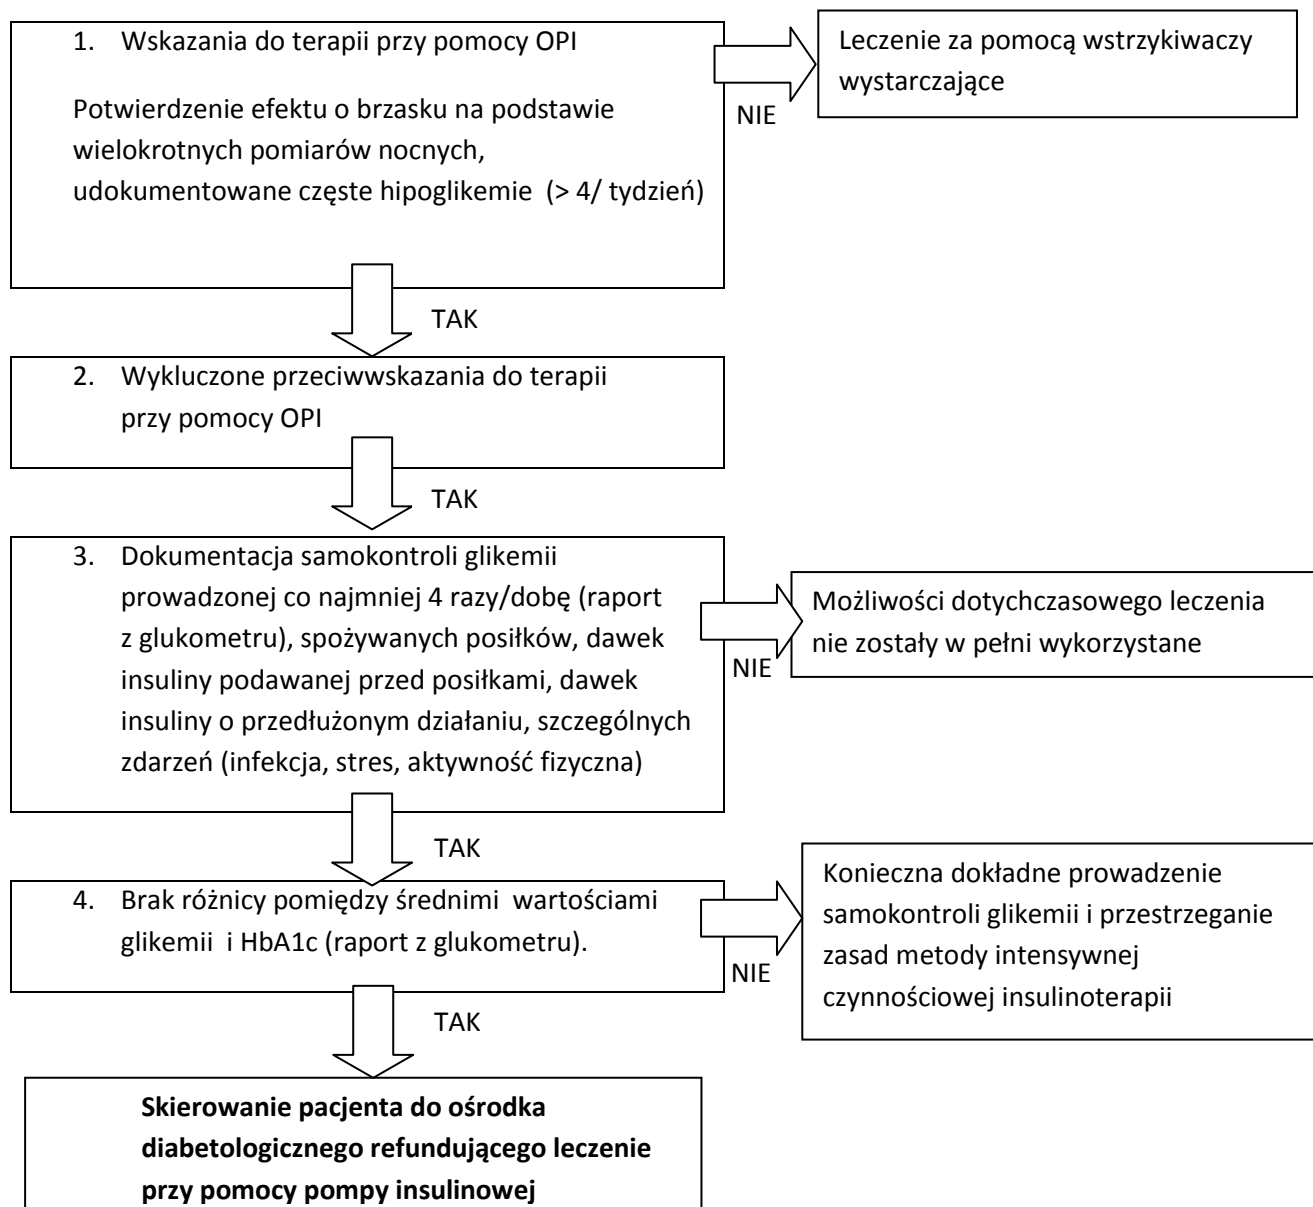 1. Wskazania do terapii przy pomocy OPI
Potwierdzenie efektu o brzasku na podstawie
wielokrotnych pomiarów nocnych,
udokumentowane częste hipoglikemie (> 4/ tydzień)
NIE
Leczenie za pomocą wstrzykiwaczy
wystarczające
TAK
2. Wykluczone przeciwwskazania do terapii
przy pomocy OPI
TAK
3. Dokumentacja samokontroli glikemii
prowadzonej co najmniej 4 razy/dobę (raport
z glukometru), spożywanych posiłków, dawek
insuliny podawanej przed posiłkami, dawek
insuliny o przedłużonym działaniu, szczególnych
zdarzeń (infekcja, stres, aktywność fizyczna)
NIE
Możliwości dotychczasowego leczenia
nie zostały w pełni wykorzystane
TAK
4. Brak różnicy pomiędzy średnimi wartościami
glikemii i HbA1c (raport z glukometru).
NIE
Konieczna dokładne prowadzenie
samokontroli glikemii i przestrzeganie
zasad metody intensywnej
czynnościowej insulinoterapii
TAK
Skierowanie pacjenta do ośrodka
diabetologicznego refundującego leczenie
przy pomocy pompy insulinowej